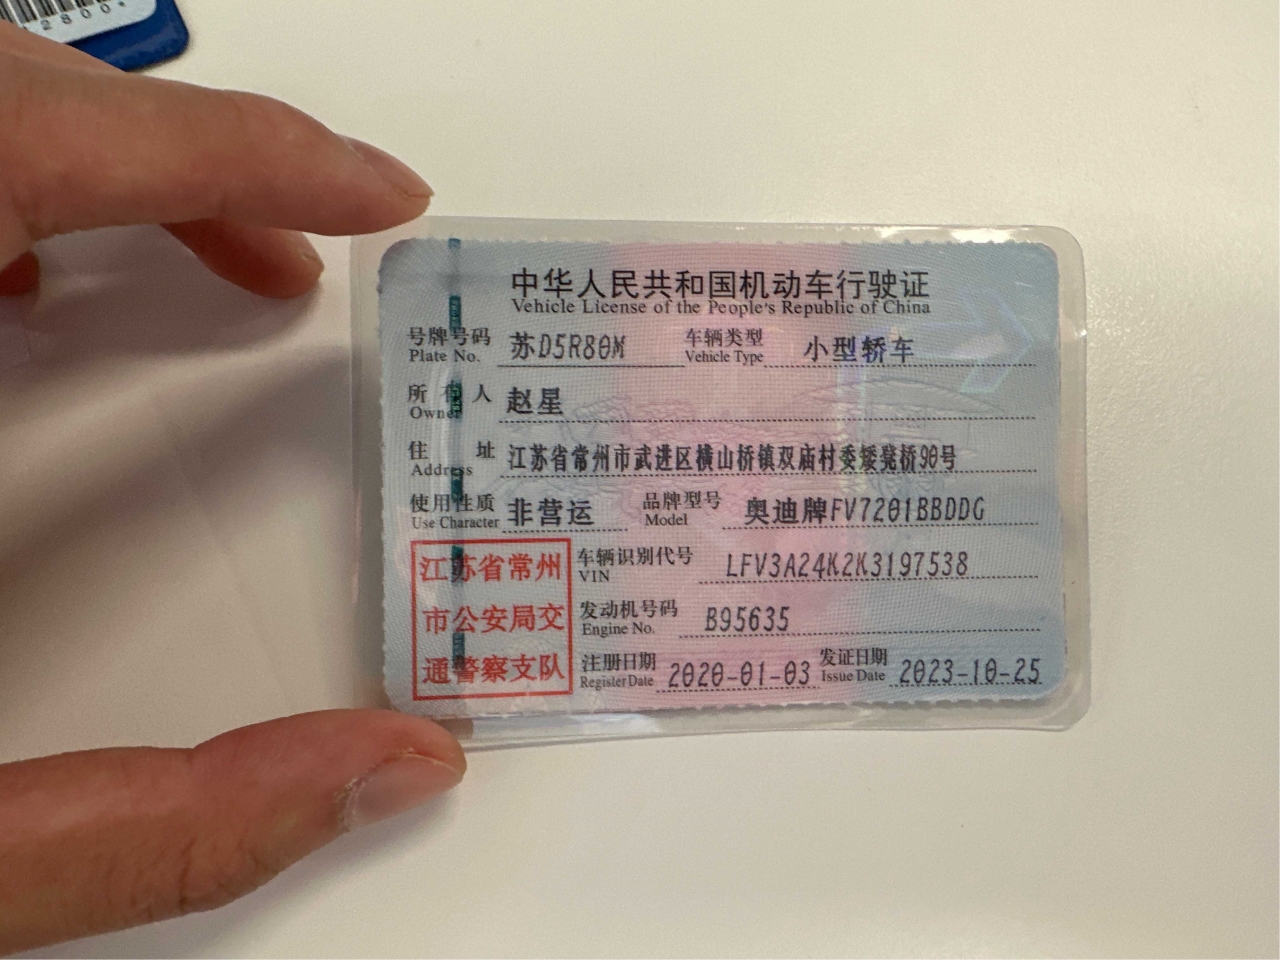 2800
中华人民共和国机动车行驶证
Vehicle License of the People's Republic of China
号牌号码 苏D5R80M 车辆类型 小型轿车
Plate No. Vehicle Type
所有人 赵星
Owner
住址 江苏省常州市武进区横山桥镇双庙村委矮凳桥90号
Address
使用性质 非营运 品牌型号 奥迪牌FV7201BBDDG
Use Character Model
江苏省常州 车辆识别代号 LFV3A24K2K3197538
VIN
市公安局交 发动机号码 B95635
Engine No.
通警察支队 注册日期 2020-01-03 发证日期 2023-10-25
Register Date Issue Date